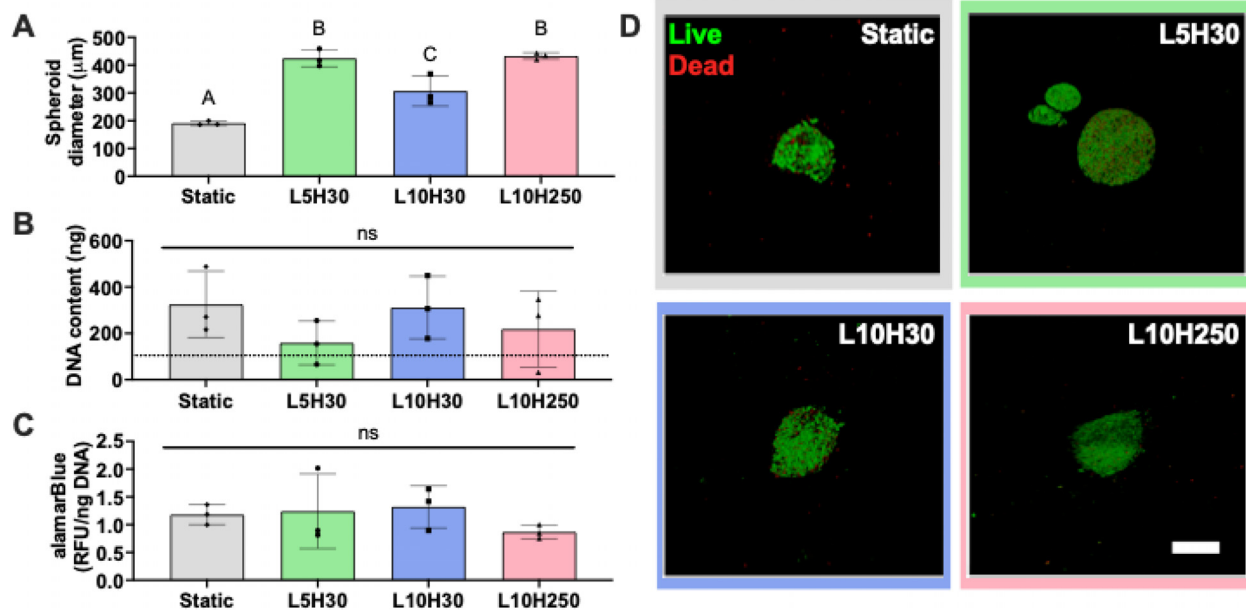 A
Spheroid
diameter (μm)
500
400
300
200
100
0
A
B
C
B
Static
L5H30
L10H30
L10H250
B
DNA content (ng)
600
400
200
0
ns
Static
L5H30
L10H30
L10H250
C
alamarBlue
(RFU/ng DNA)
2.5
2.0
1.5
1.0
0.5
0.0
ns
Static
L5H30
L10H30
L10H250
D
Live
Dead
Static
L5H30
L10H30
L10H250